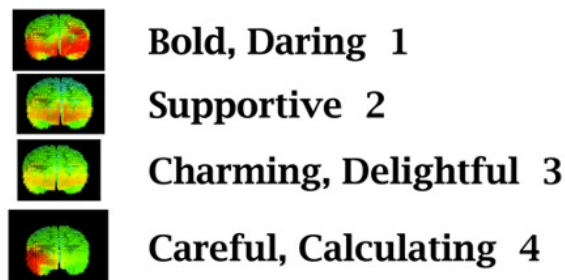 Bold, Daring 1
Supportive 2
Charming, Delightful 3
Careful, Calculating 4